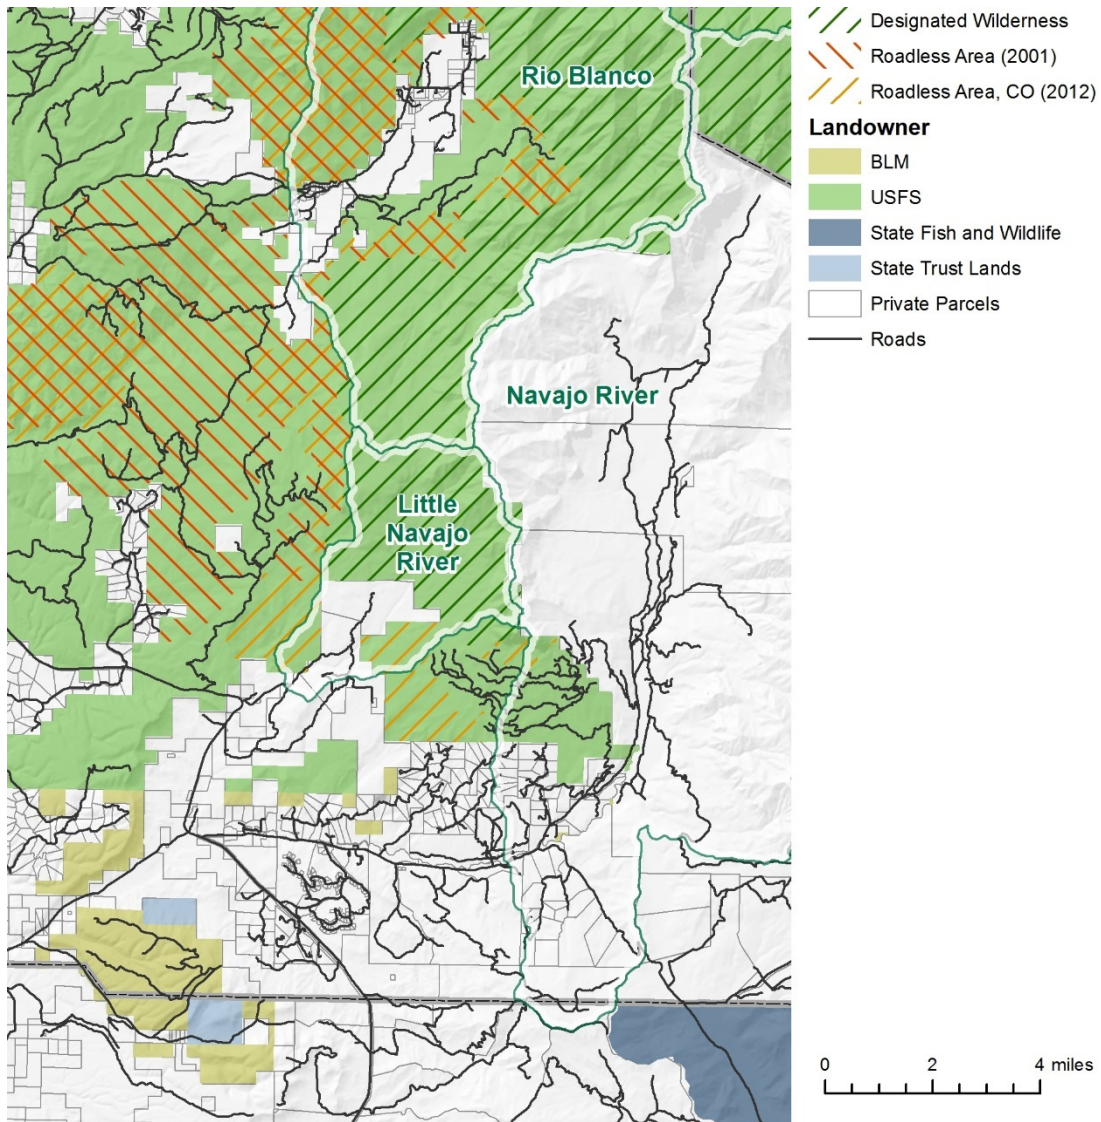 Rio Blanco
Navajo River
Little
Navajo
River
Designated Wilderness
Roadless Area (2001)
Roadless Area, CO (2012)
Landowner
BLM
USFS
State Fish and Wildlife
State Trust Lands
Private Parcels
Roads
0 2 4 miles